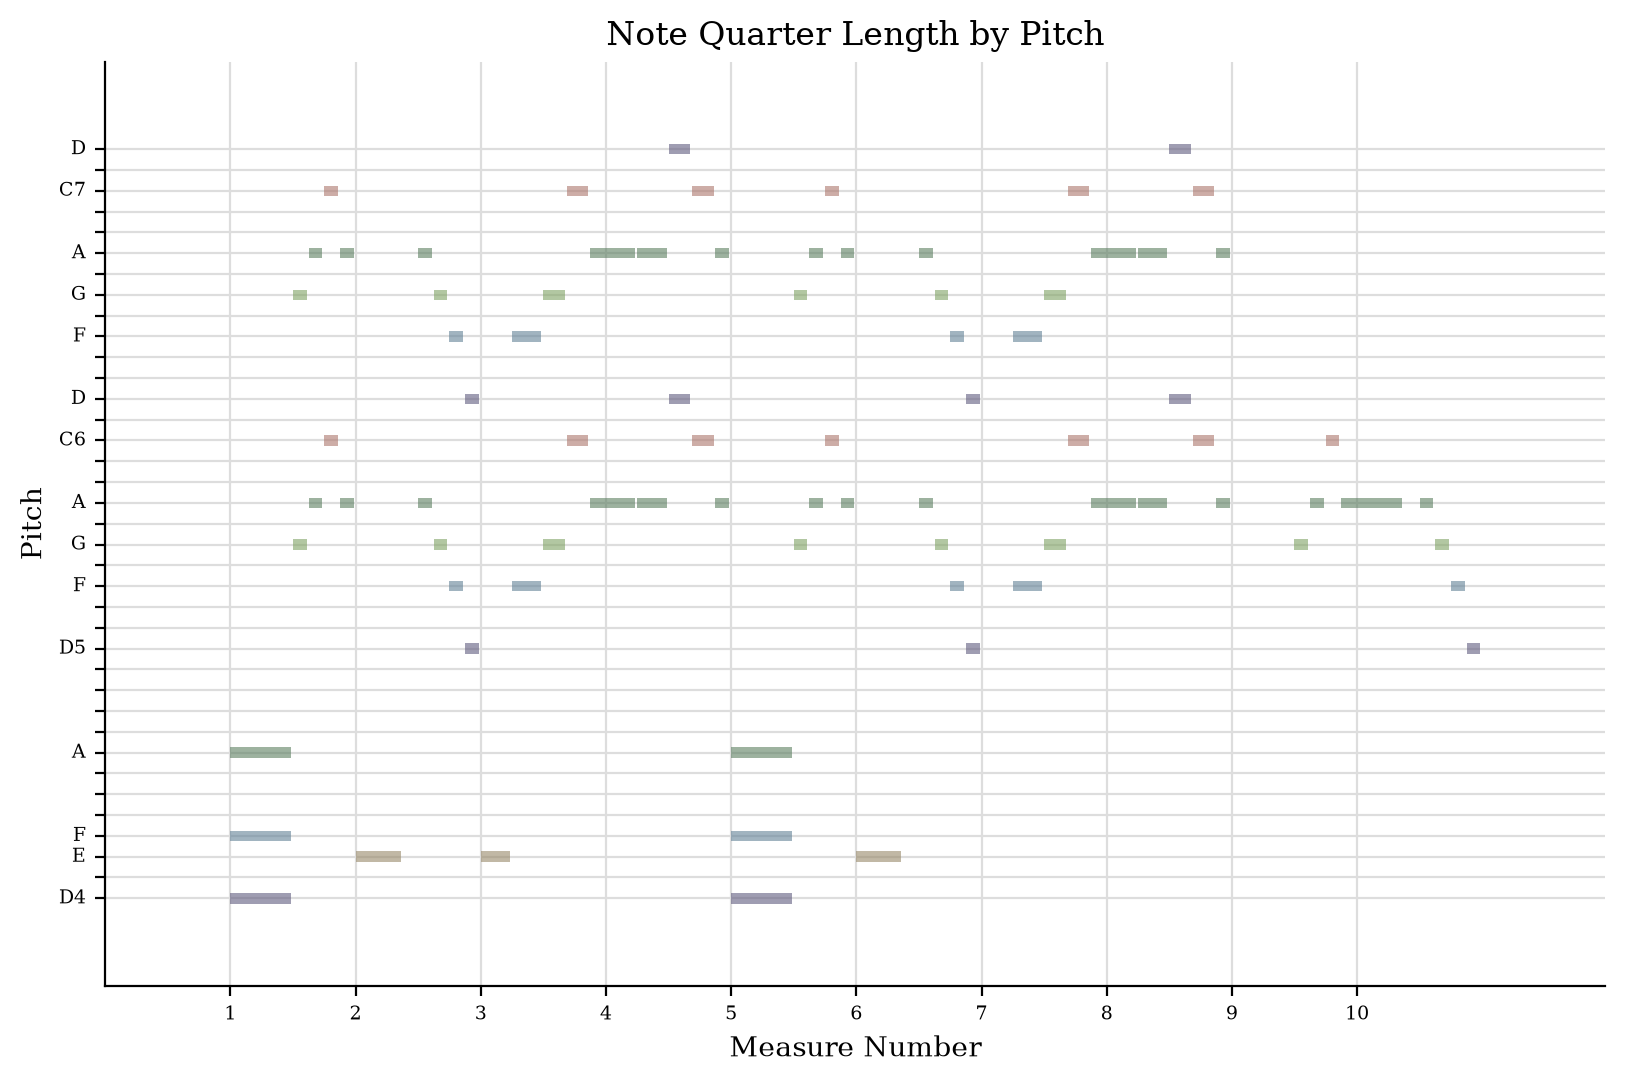 Note Quarter Length by Pitch
D
C7
A
G
F
D
C6
A
G
F
D5
A
F
E
D4
Pitch
1 2 3 4 5 6 7 8 9 10
Measure Number